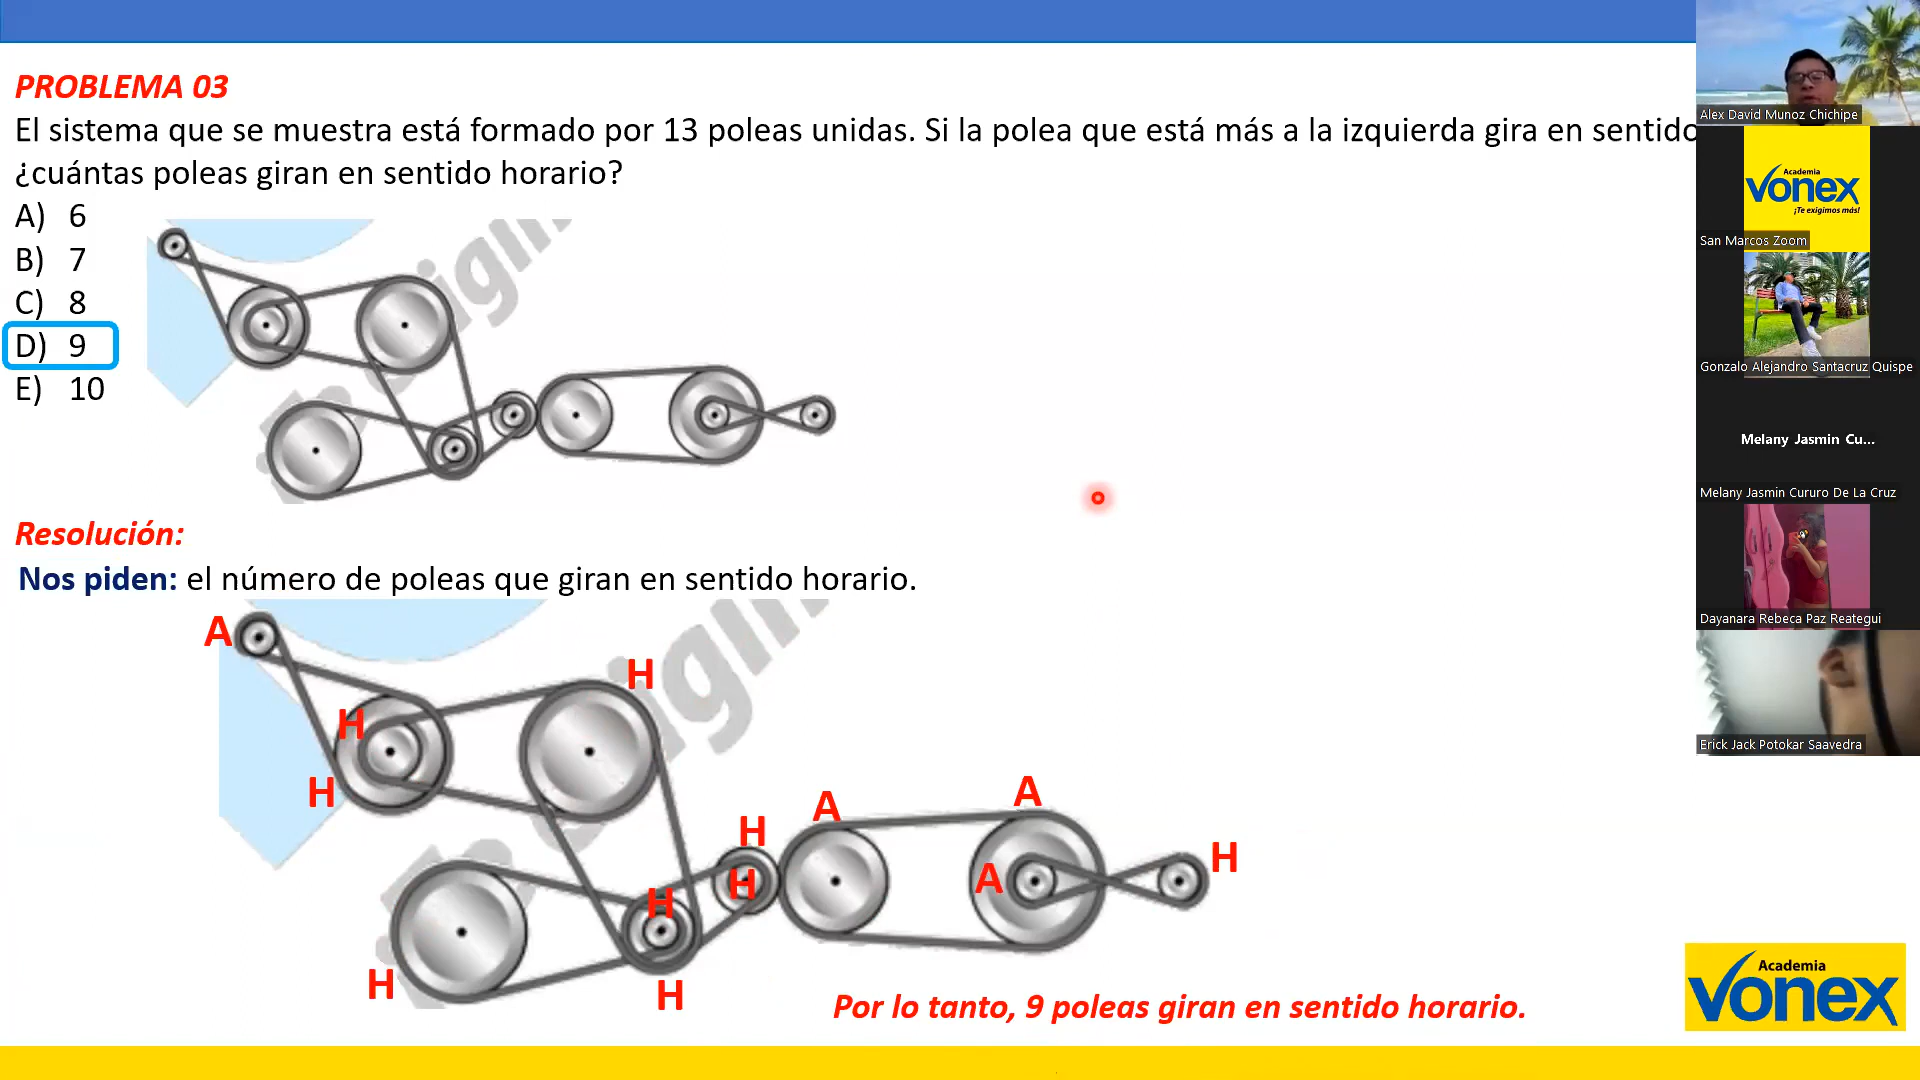 PROBLEMA 03
El sistema que se muestra está formado por 13 poleas unidas. Si la polea que está más a la izquierda gira en sentido
¿cuántas poleas giran en sentido horario?
A) 6
B) 7
C) 8
D) 9
E) 10
Resolución:
Nos piden: el número de poleas que giran en sentido horario.
A
H
H
H
H
A
A
H
H
A
H
H
H
Por lo tanto, 9 poleas giran en sentido horario.
Academia
vonex
Alex David Munoz Chichipe
Academia
vonex
¡Te exigimos más!
San Marcos Zoom
Gonzalo Alejandro Santacruz Quispe
Melany Jasmin Cu...
Melany Jasmin Cururo De La Cruz
Dayanara Rebeca Paz Reategui
Erick Jack Potokar Saavedra